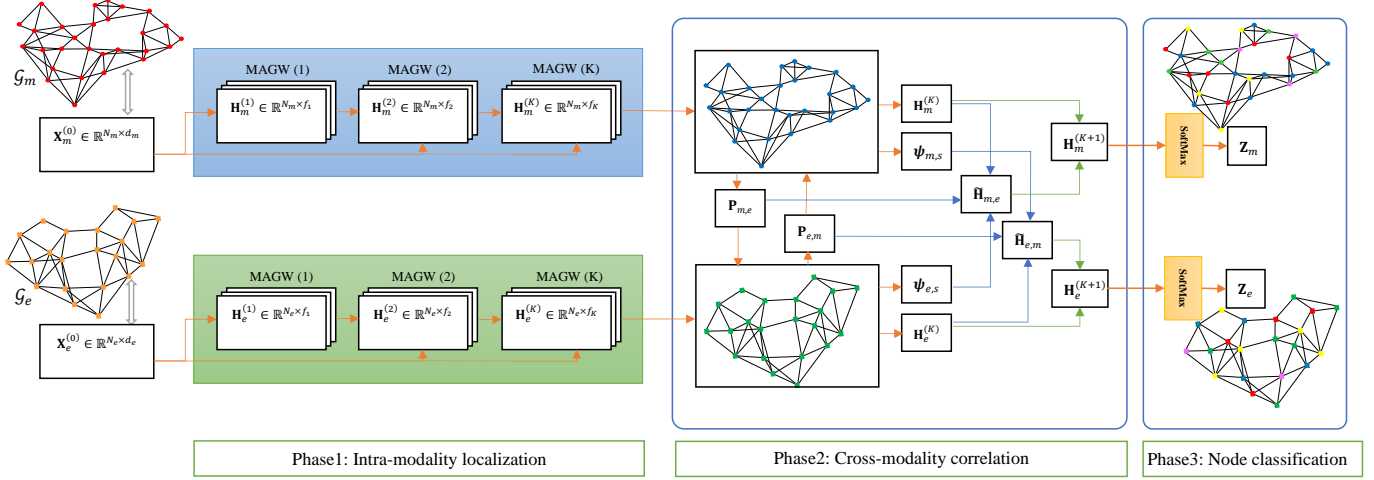 𝒢ₘ
X_m^(0) ∈ ℝ^{N_m×d_m}
MAGW (1)
MAGW (2)
MAGW (K)
H_m^(1) ∈ ℝ^{N_m×f_1}
H_m^(2) ∈ ℝ^{N_m×f_2}
H_m^(K) ∈ ℝ^{N_m×f_K}
𝒢ₑ
X_e^(0) ∈ ℝ^{N_e×d_e}
MAGW (1)
MAGW (2)
MAGW (K)
H_e^(1) ∈ ℝ^{N_e×f_1}
H_e^(2) ∈ ℝ^{N_e×f_2}
H_e^(K) ∈ ℝ^{N_e×f_K}
H_m^(K)
ψ_{m,s}
P_{m,e}
P_{e,m}
H̃_{m,e}
H̃_{e,m}
ψ_{e,s}
H_e^(K)
H_m^(K+1)
H_e^(K+1)
SoftMax
Z_m
SoftMax
Z_e
Phase1: Intra-modality localization
Phase2: Cross-modality correlation
Phase3: Node classification